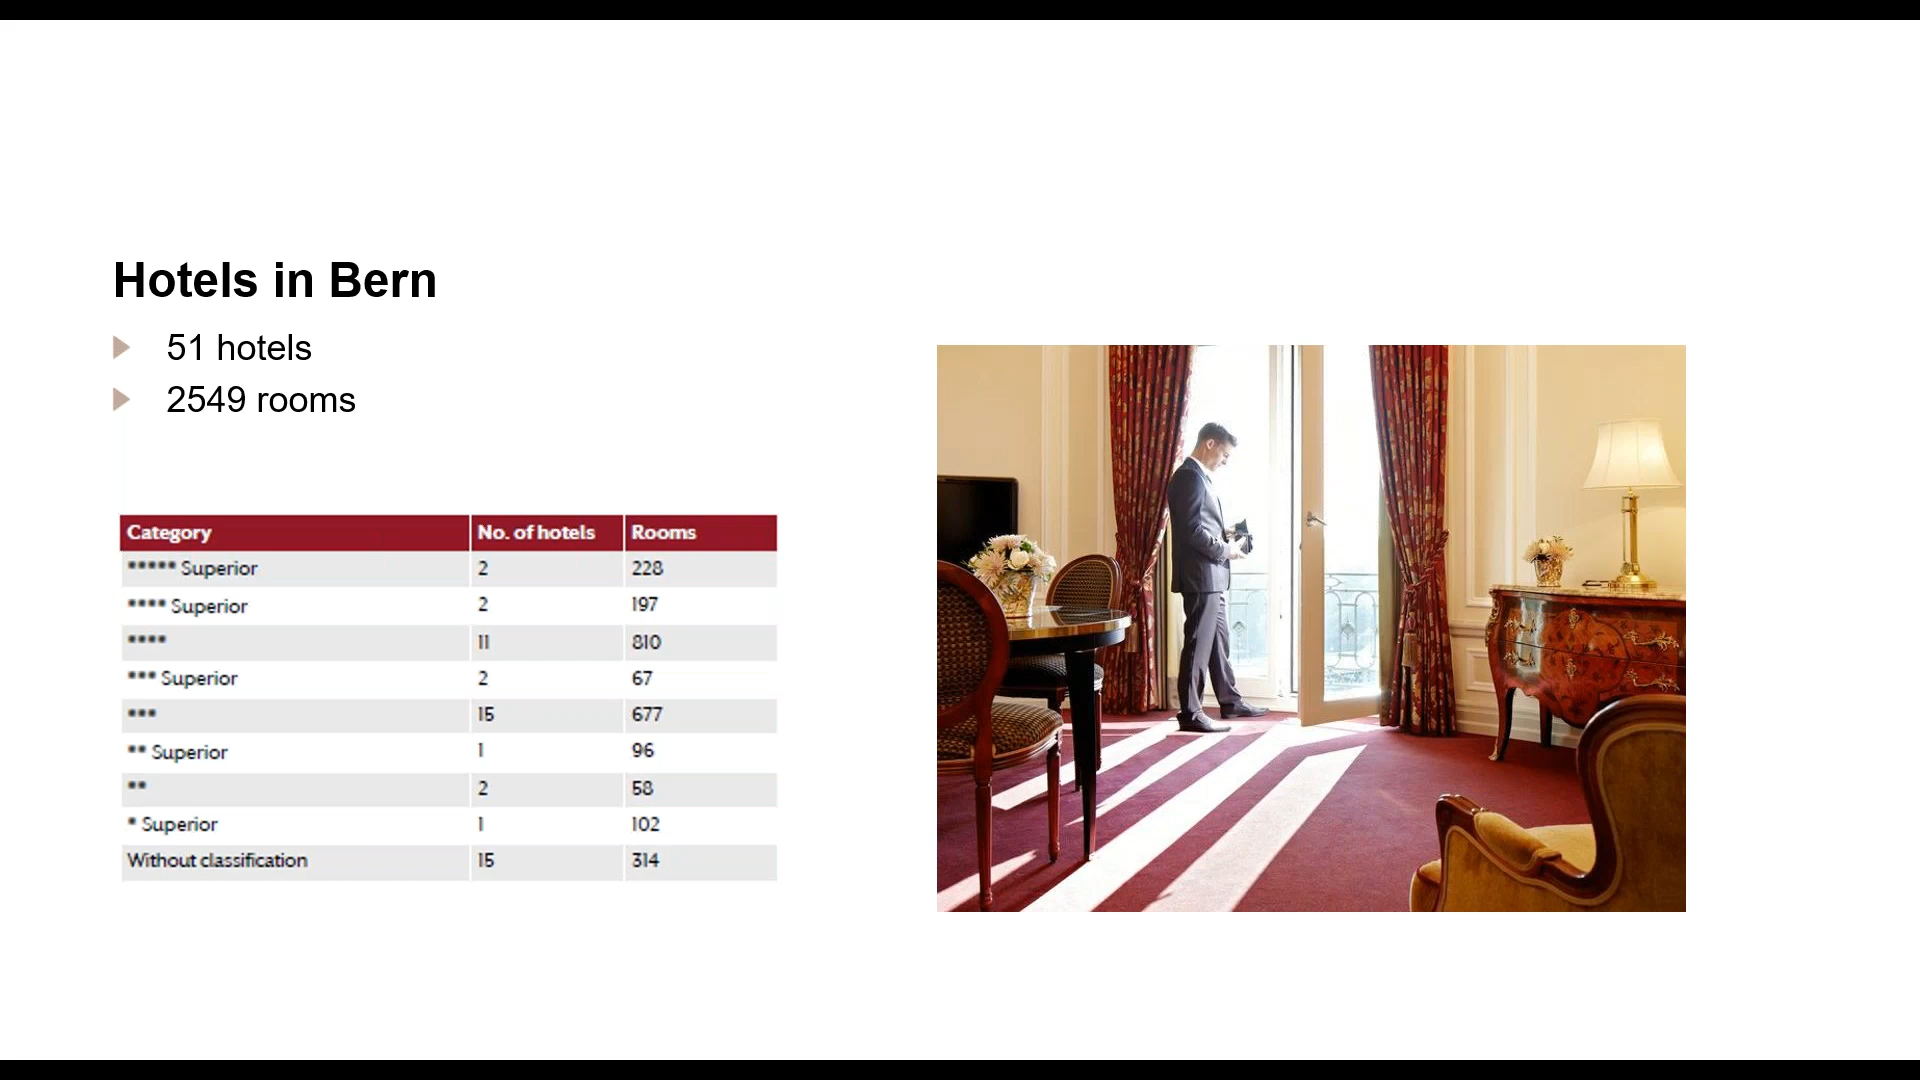 Hotels in Bern
51 hotels
2549 rooms
Category No. of hotels Rooms
***** Superior 2 228
**** Superior 2 197
**** 11 810
*** Superior 2 67
*** 15 677
** Superior 1 96
** 2 58
* Superior 1 102
Without classification 15 314